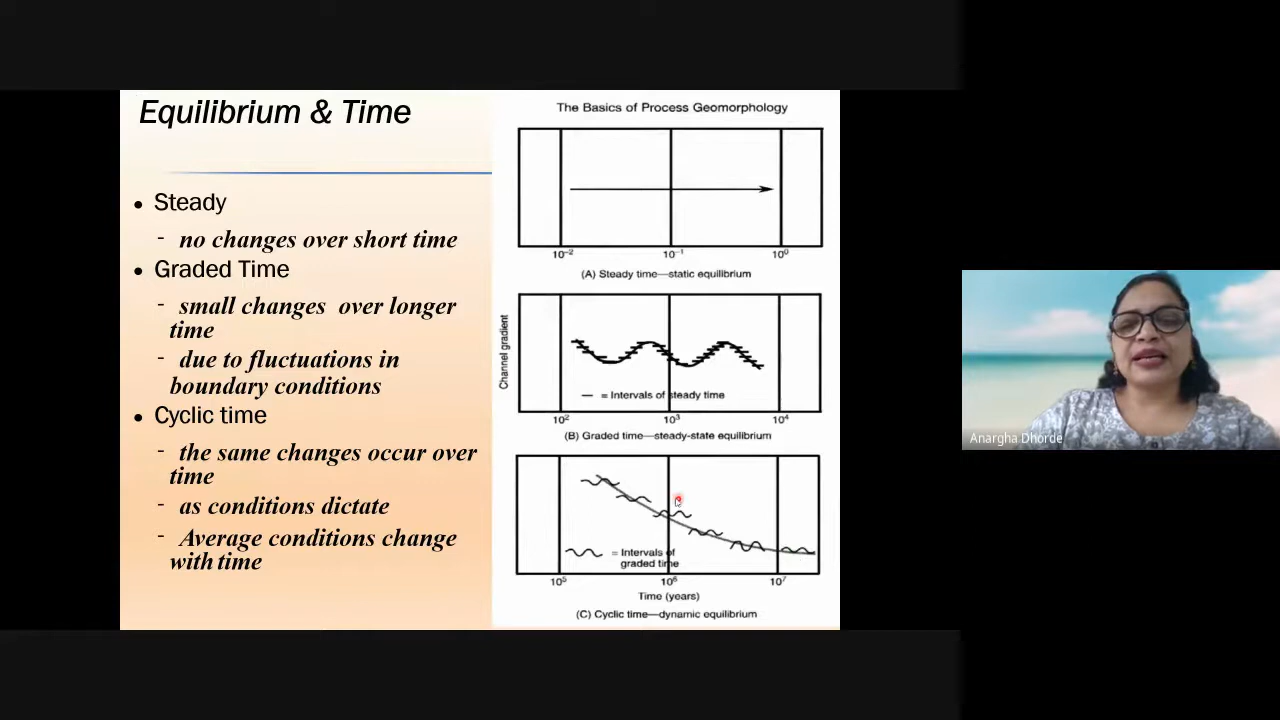 Equilibrium & Time
• Steady
- no changes over short time
• Graded Time
- small changes over longer
time
- due to fluctuations in
boundary conditions
• Cyclic time
- the same changes occur over
time
- as conditions dictate
- Average conditions change
with time
The Basics of Process Geomorphology
10⁻² 10⁻¹ 10⁰
(A) Steady time—static equilibrium
Channel gradient
— = Intervals of steady time
10² 10³ 10⁴
(B) Graded time—steady-state equilibrium
= Intervals of
graded time
10⁵ 10⁶ 10⁷
Time (years)
(C) Cyclic time—dynamic equilibrium
Anargha Dhorde